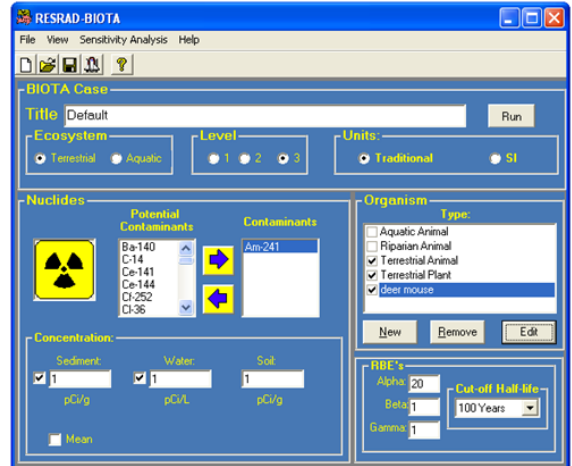 RESRAD-BIOTA
File View Sensitivity Analysis Help
BIOTA Case
Title Default Run
Ecosystem Level Units:
Terrestrial Aquatic 1 2 3 Traditional SI
Nuclides
Potential Contaminants
Contaminants
Ba-140
C-14
Ce-141
Ce-144
Cf-252
Cl-36
Am-241
Concentration:
Sediment: Water: Soil:
1 1 1
pCi/g pCi/L pCi/g
Mean
Organism
Type:
Aquatic Animal
Riparian Animal
Terrestrial Animal
Terrestrial Plant
deer mouse
New Remove Edit
RBE's
Alpha: 20
Beta: 1
Gamma: 1
Cut-off Half-life
100 Years